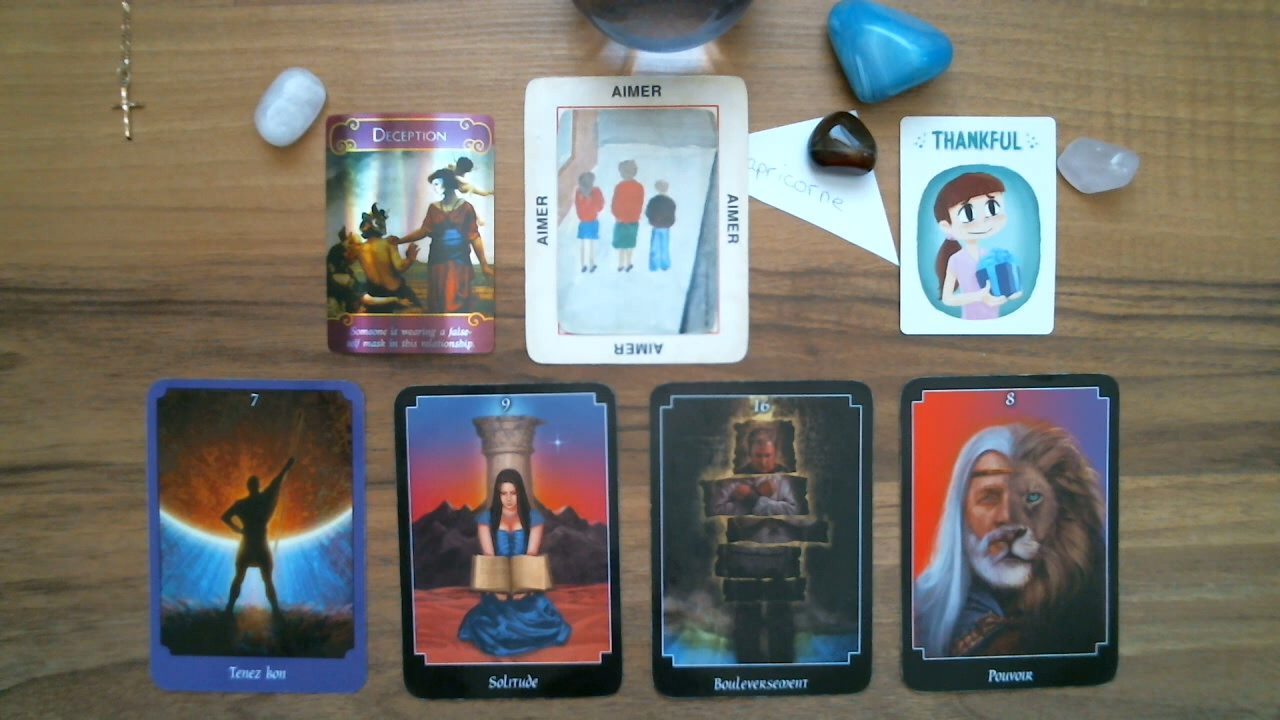 DECEPTION
Someone is wearing a false-
self mask in this relationship.
AIMER
AIMER
AIMER
AIMER
apricorne
THANKFUL
7
Tenez bon
9
Solitude
16
Bouleversement
8
Pouvoir